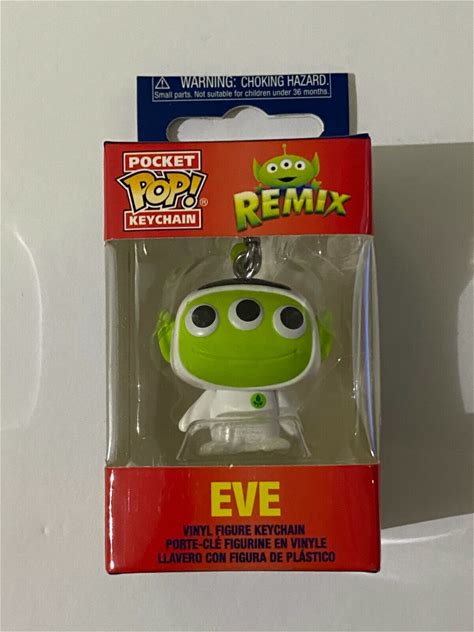 WARNING: CHOKING HAZARD.
Small parts. Not suitable for children under 36 months.
POCKET
POP!®
KEYCHAIN
REMIX
EVE
VINYL FIGURE KEYCHAIN
PORTE-CLÉ FIGURINE EN VINYLE
LLAVERO CON FIGURA DE PLÁSTICO